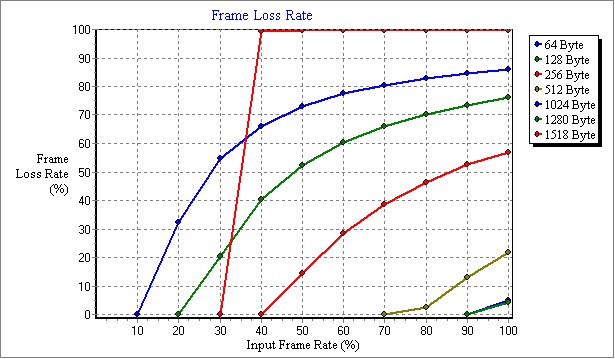 Frame Loss Rate
100
90
80
70
60
50
40
30
20
10
0
Frame
Loss Rate
(%)
10 20 30 40 50 60 70 80 90 100
Input Frame Rate (%)
64 Byte
128 Byte
256 Byte
512 Byte
1024 Byte
1280 Byte
1518 Byte